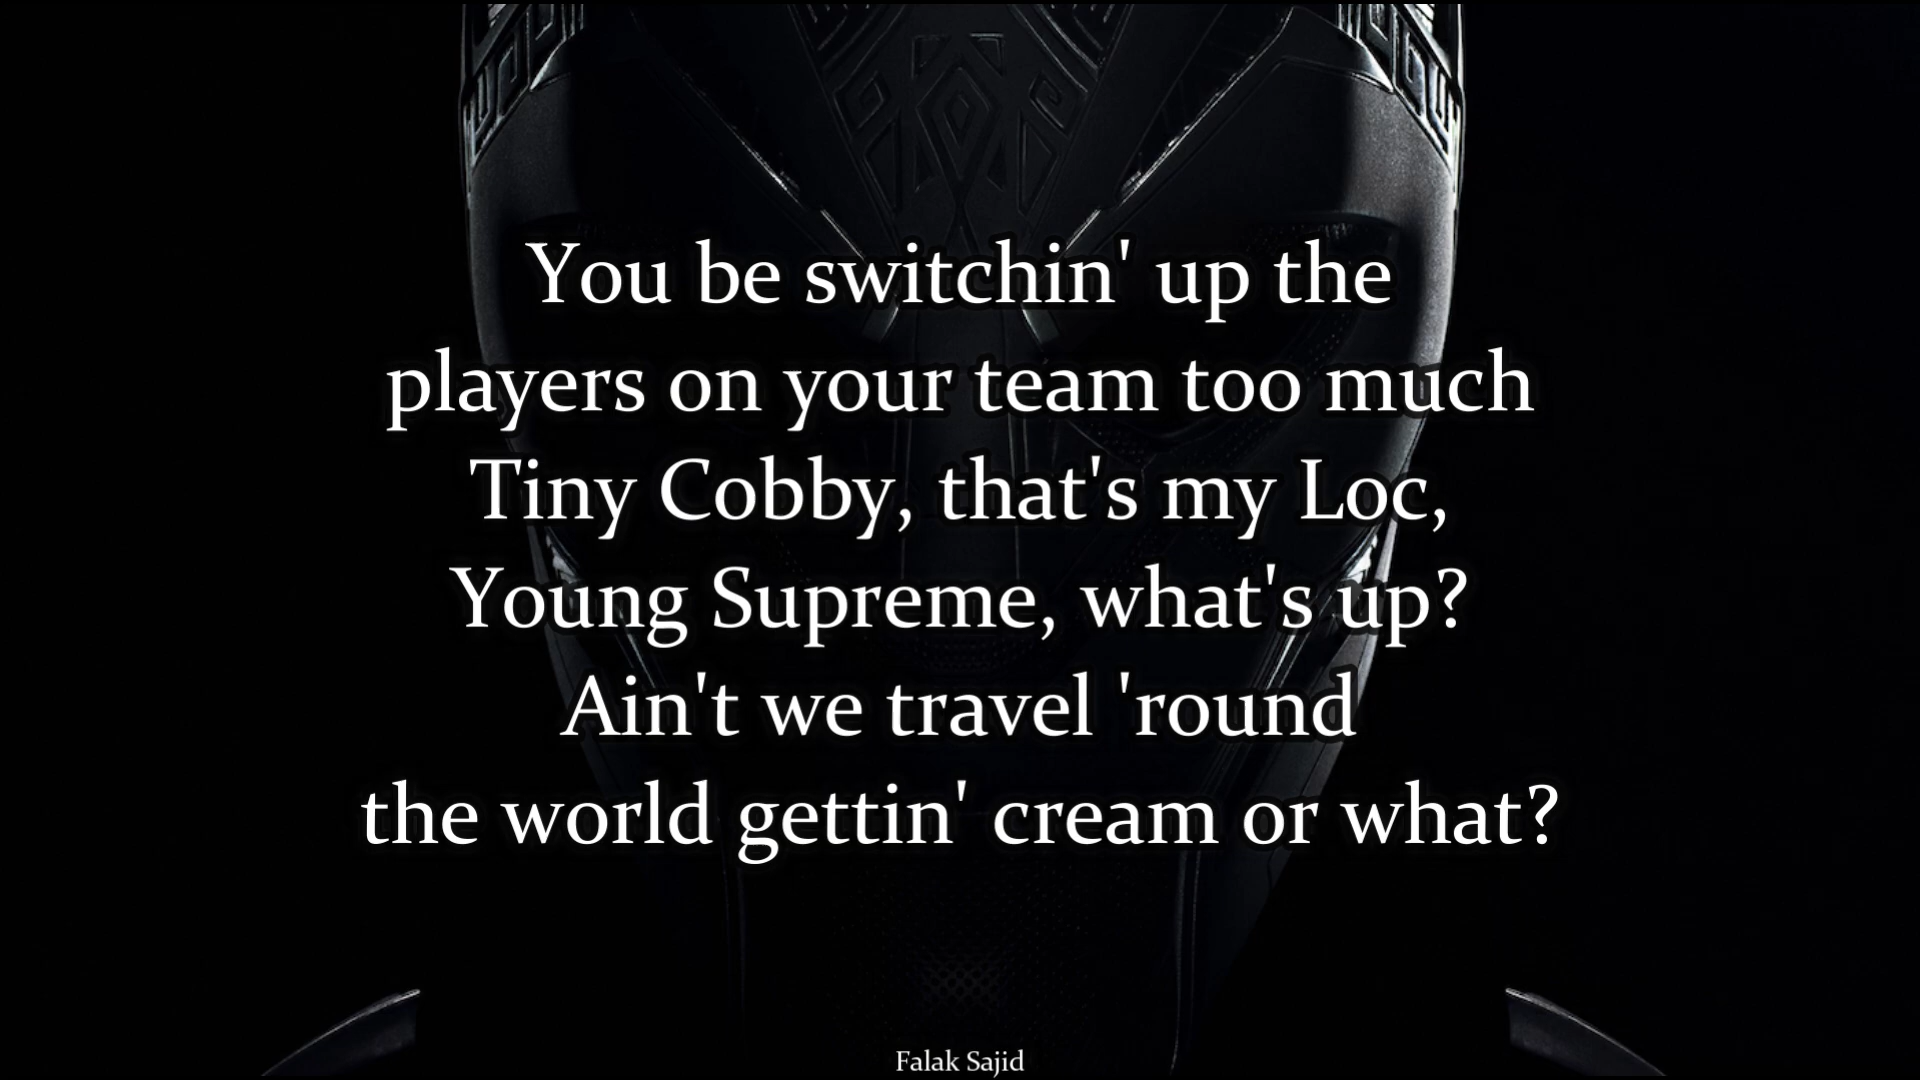 You be switchin' up the
players on your team too much
Tiny Cobby, that's my Loc,
Young Supreme, what's up?
Ain't we travel 'round
the world gettin' cream or what?
Falak Sajid